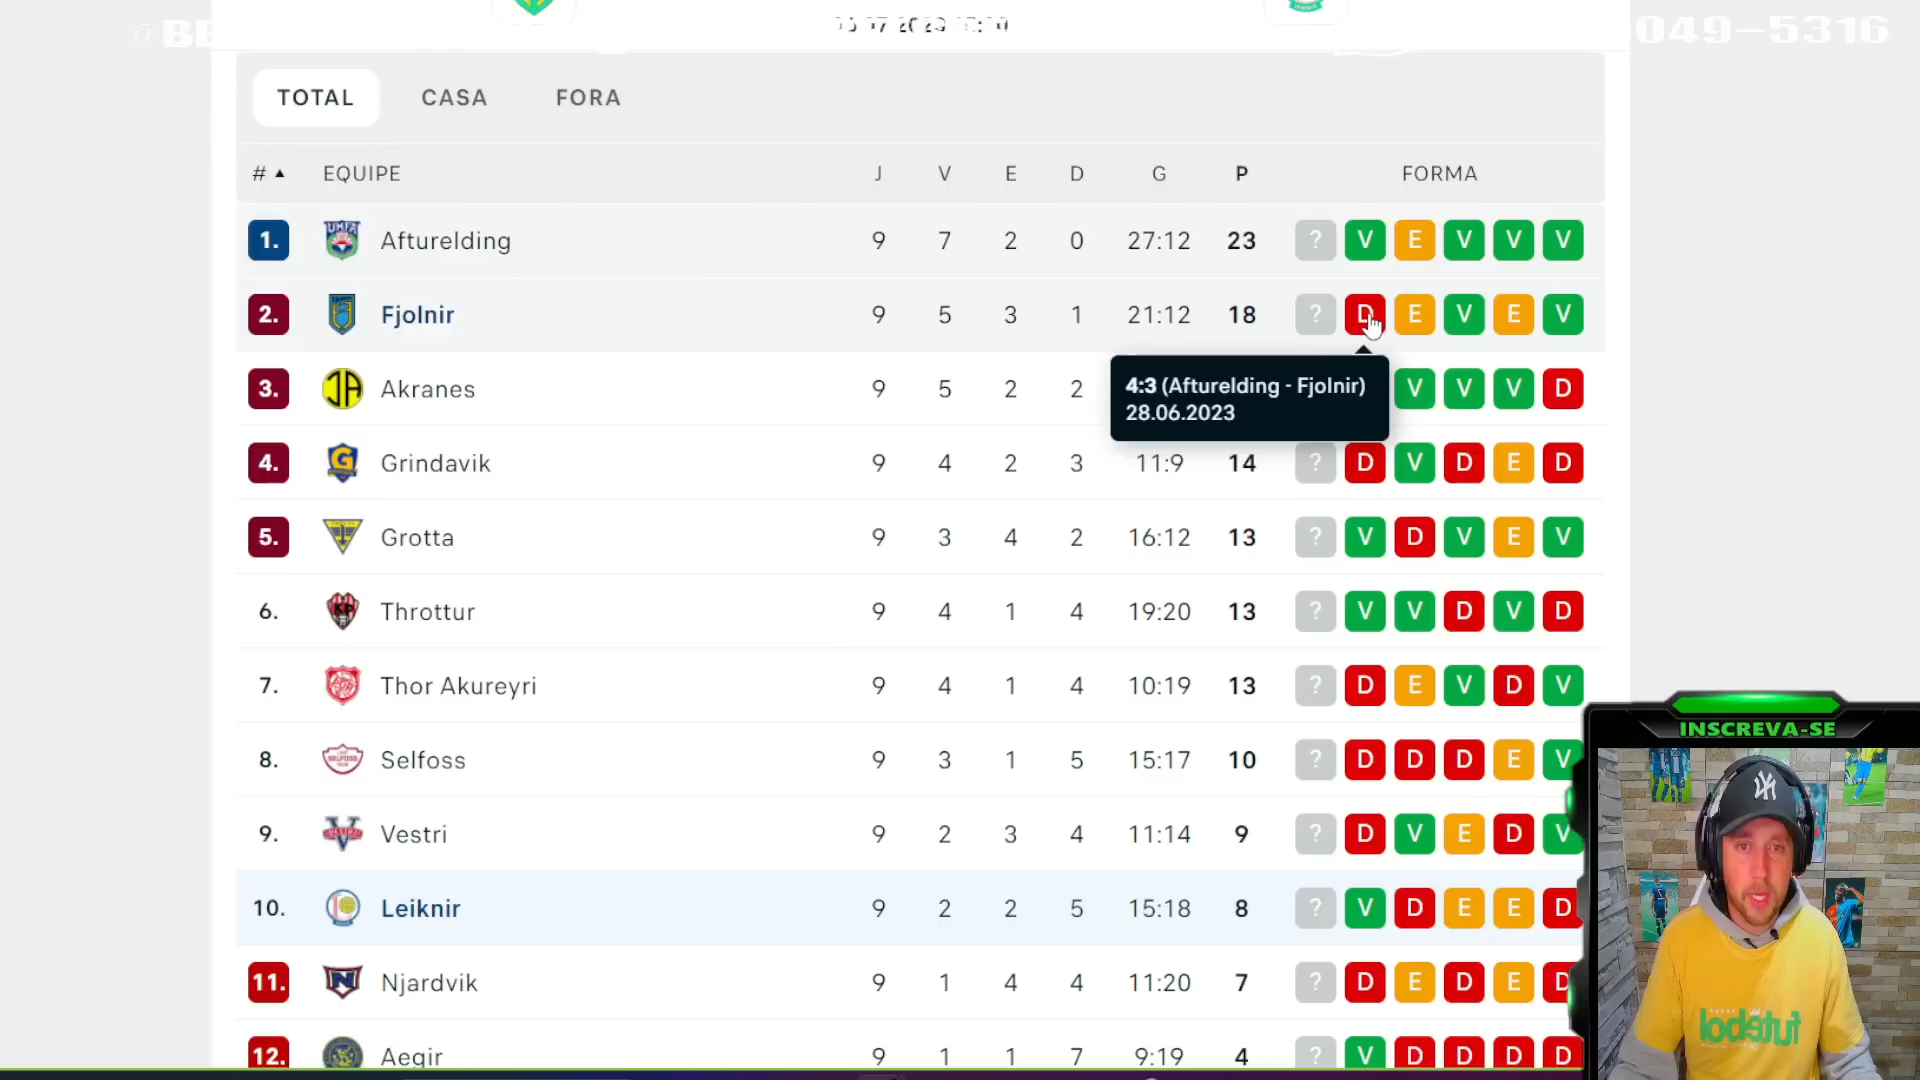 @BE
049-5316
TOTAL CASA FORA
# EQUIPE J V E D G P FORMA
1. Afturelding 9 7 2 0 27:12 23 ? V E V V V
2. Fjolnir 9 5 3 1 21:12 18 ? D E V E V
3. Akranes 9 5 2 2 V V V D
4:3 (Afturelding - Fjolnir)
28.06.2023
4. Grindavik 9 4 2 3 11:9 14 ? D V D E D
5. Grotta 9 3 4 2 16:12 13 ? V D V E V
6. Throttur 9 4 1 4 19:20 13 ? V V D V D
7. Thor Akureyri 9 4 1 4 10:19 13 ? D E V D V
8. Selfoss 9 3 1 5 15:17 10 ? D D D E V
9. Vestri 9 2 3 4 11:14 9 ? D V E D V
10. Leiknir 9 2 2 5 15:18 8 ? V D E E D
11. Njardvik 9 1 4 4 11:20 7 ? D E D E D
12. Aegir 9 1 1 7 9:19 4 ? V D D D D
INSCREVA-SE
futebol